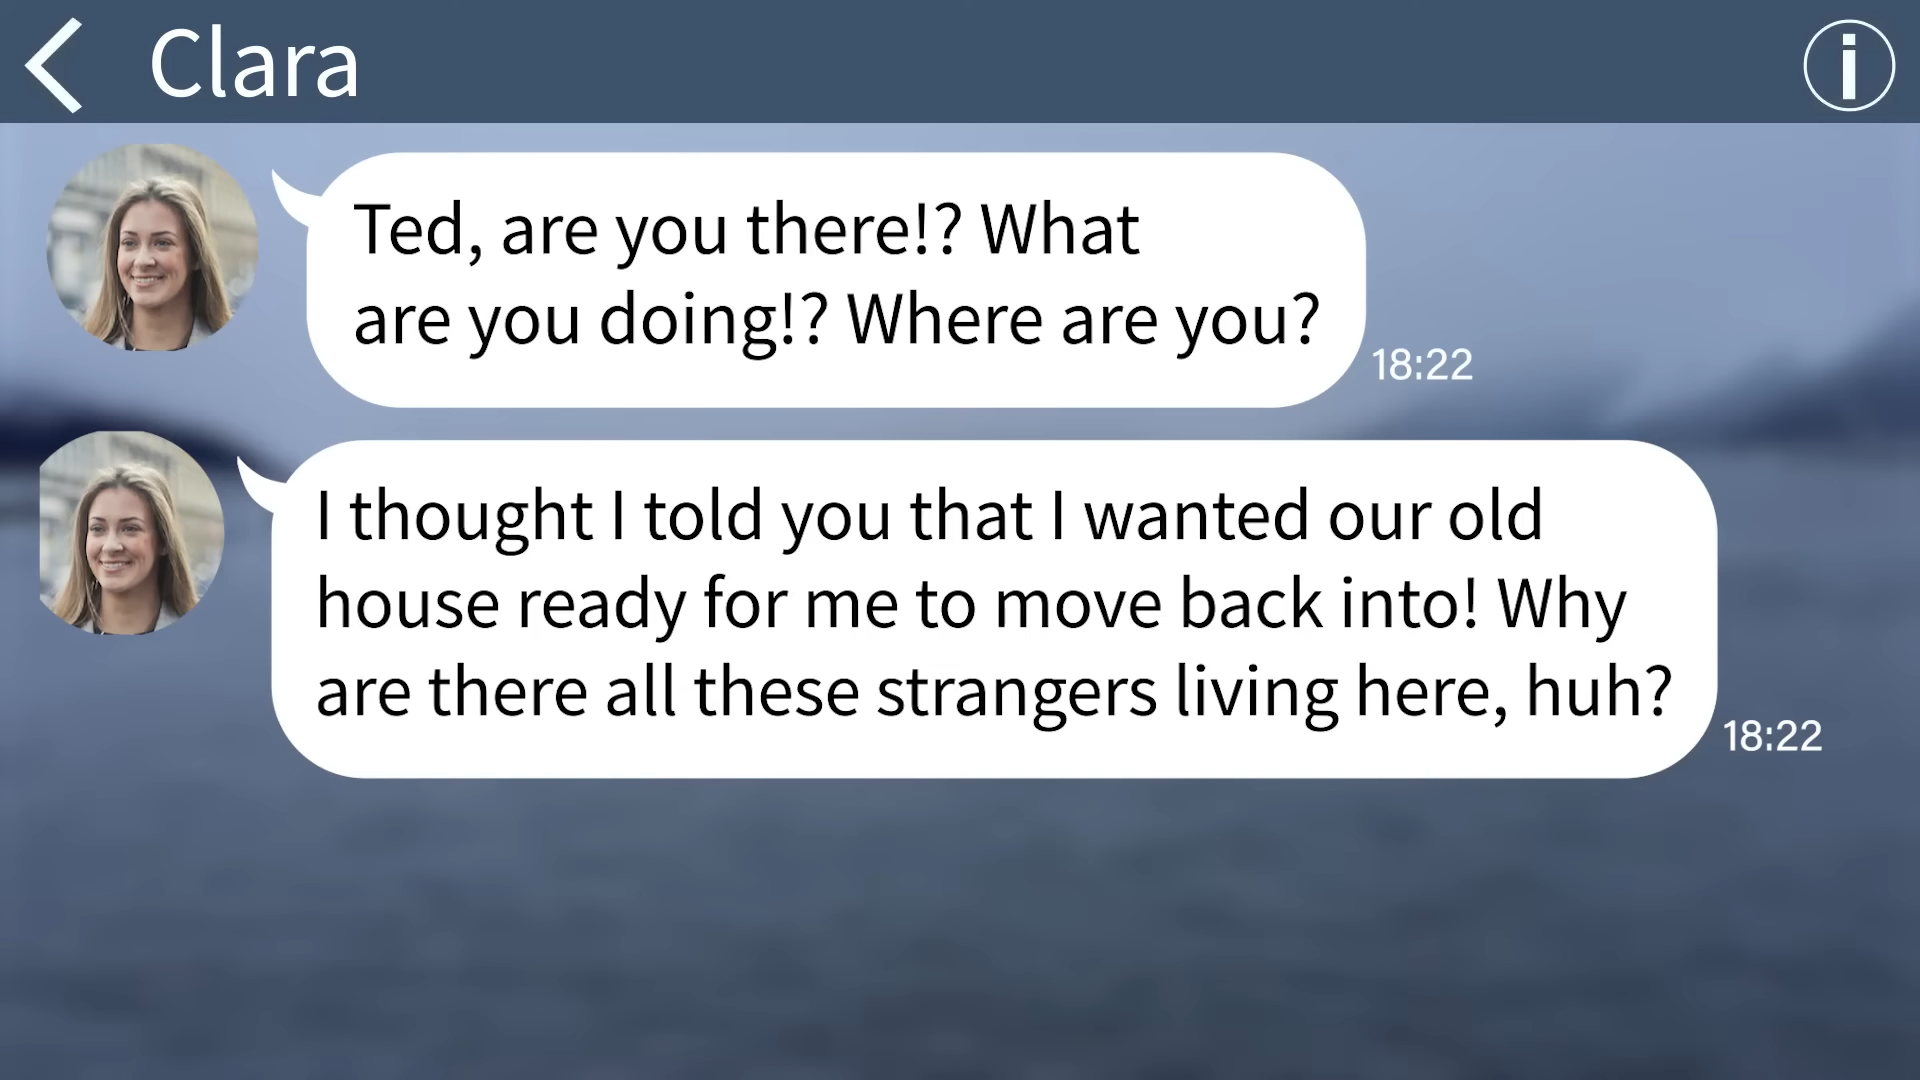 Clara
Ted, are you there!? What
are you doing!? Where are you?
18:22
I thought I told you that I wanted our old
house ready for me to move back into! Why
are there all these strangers living here, huh?
18:22